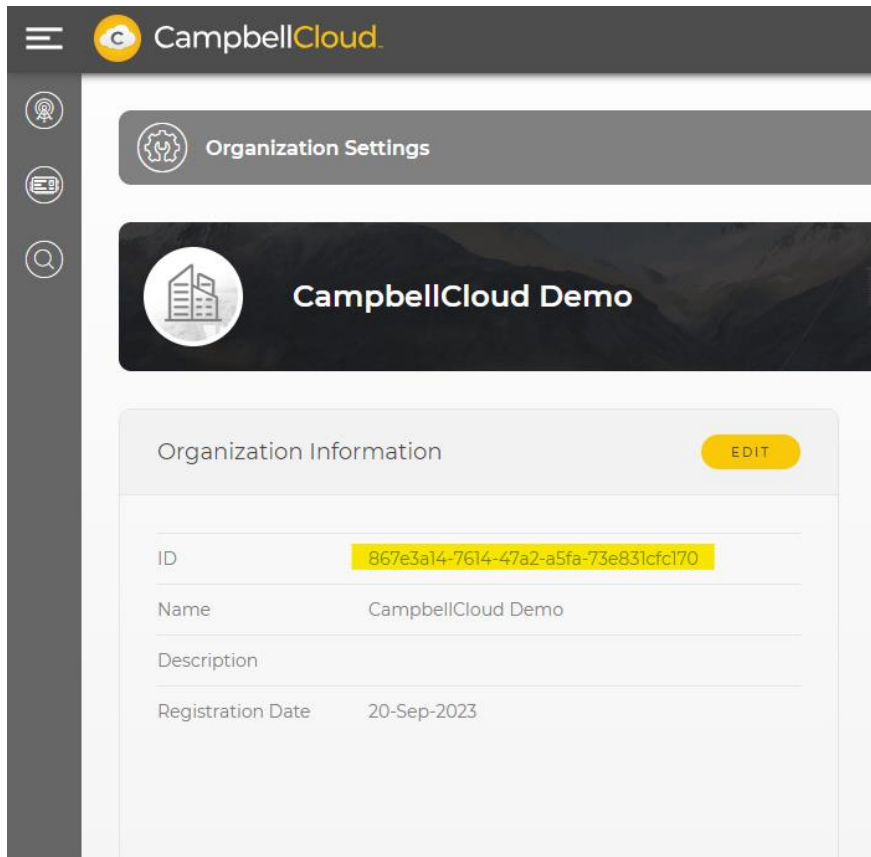 CampbellCloud
Organization Settings
CampbellCloud Demo
Organization Information EDIT
ID 867e3a14-7614-47a2-a5fa-73e831cfc170
Name CampbellCloud Demo
Description
Registration Date 20-Sep-2023